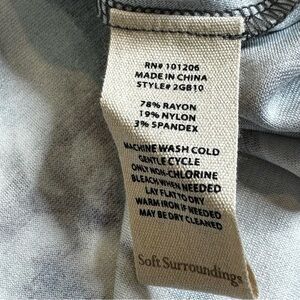 RN# 101206
MADE IN CHINA
STYLE# 2GB10
78% RAYON
19% NYLON
3% SPANDEX
MACHINE WASH COLD
GENTLE CYCLE
ONLY NON-CHLORINE
BLEACH WHEN NEEDED
LAY FLAT TO DRY
WARM IRON IF NEEDED
MAY BE DRY CLEANED
Soft Surroundings